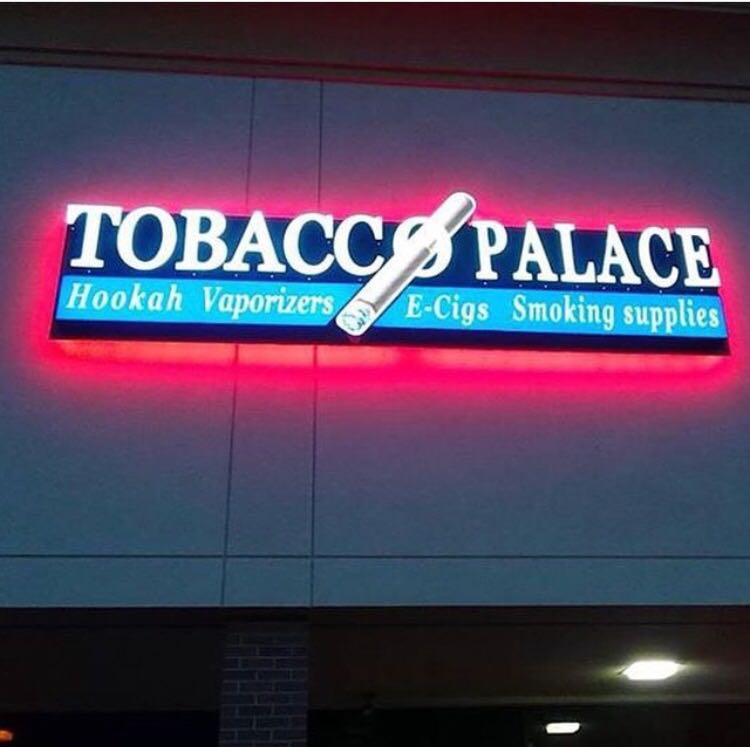 TOBACCO PALACE
Hookah Vaporizers E-Cigs Smoking supplies